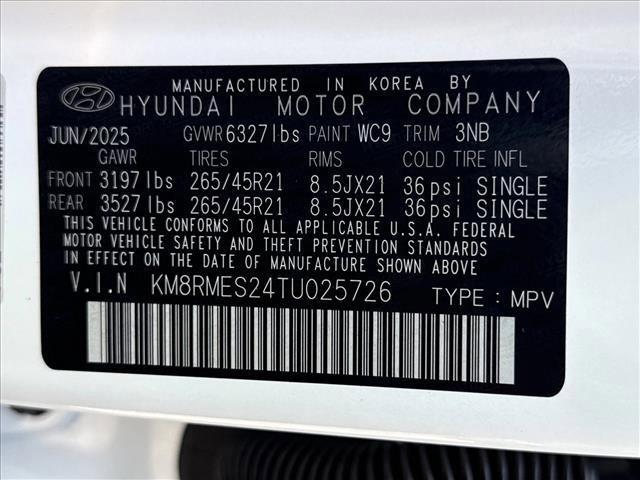 MANUFACTURED IN KOREA BY
HYUNDAI MOTOR COMPANY
JUN/2025 GVWR 6327lbs PAINT WC9 TRIM 3NB
GAWR TIRES RIMS COLD TIRE INFL
FRONT 3197lbs 265/45R21 8.5JX21 36psi SINGLE
REAR 3527lbs 265/45R21 8.5JX21 36psi SINGLE
THIS VEHICLE CONFORMS TO ALL APPLICABLE U.S.A. FEDERAL
MOTOR VEHICLE SAFETY AND THEFT PREVENTION STANDARDS
IN EFFECT ON THE DATE OF MANUFACTURE SHOWN ABOVE.
V.I.N KM8RMES24TU025726 TYPE : MPV